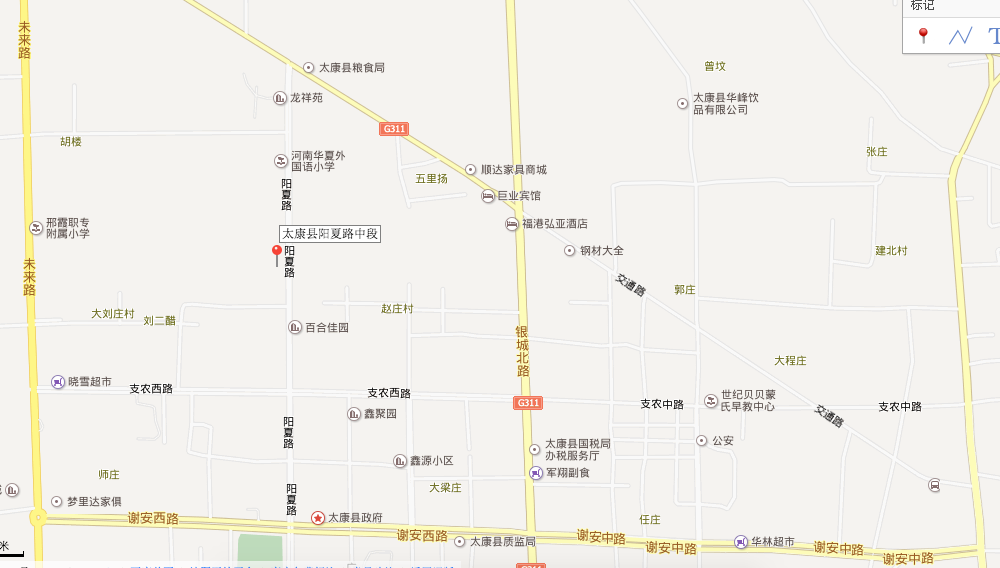 标记
未来路
太康县粮食局
曾坟
龙祥苑
太康县华峰饮
品有限公司
G311
胡楼
张庄
河南华夏外
国语小学
顺达家具商城
五里扬
阳夏路
巨业宾馆
邢霞职专
附属小学
福港弘亚酒店
太康县阳夏路中段
阳夏路
钢材大全
建北村
未来路
交通路
郭庄
大刘庄村
刘二醋
赵庄村
百合佳园
银城北路
大程庄
晓雪超市
支农西路
支农西路
世纪贝贝蒙
氏早教中心
G311
支农中路
支农中路
鑫聚园
交通路
阳夏路
公安
太康县国税局
办税服务厅
鑫源小区
师庄
军翔副食
大梁庄
阳夏路
梦里达家俱
谢安西路
太康县政府
任庄
谢安西路
太康县质监局
谢安中路
华林超市
谢安中路
谢安中路
谢安中路
米